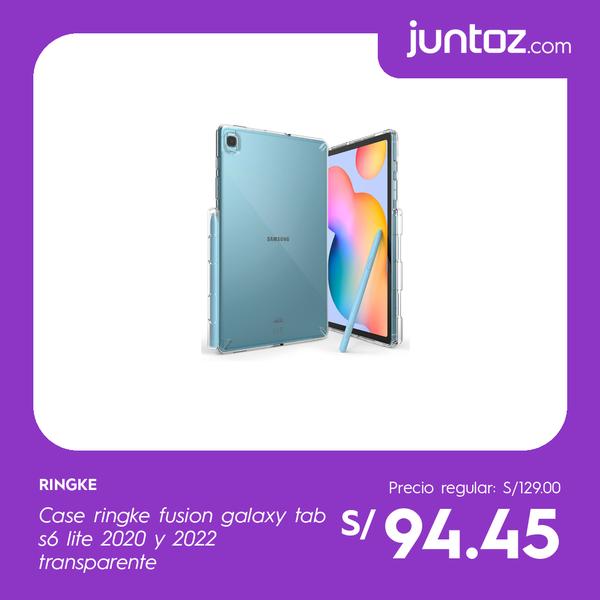 juntoz.com
SAMSUNG
RINGKE
Case ringke fusion galaxy tab
s6 lite 2020 y 2022
transparente
Precio regular: S/129.00
S/ 94.45